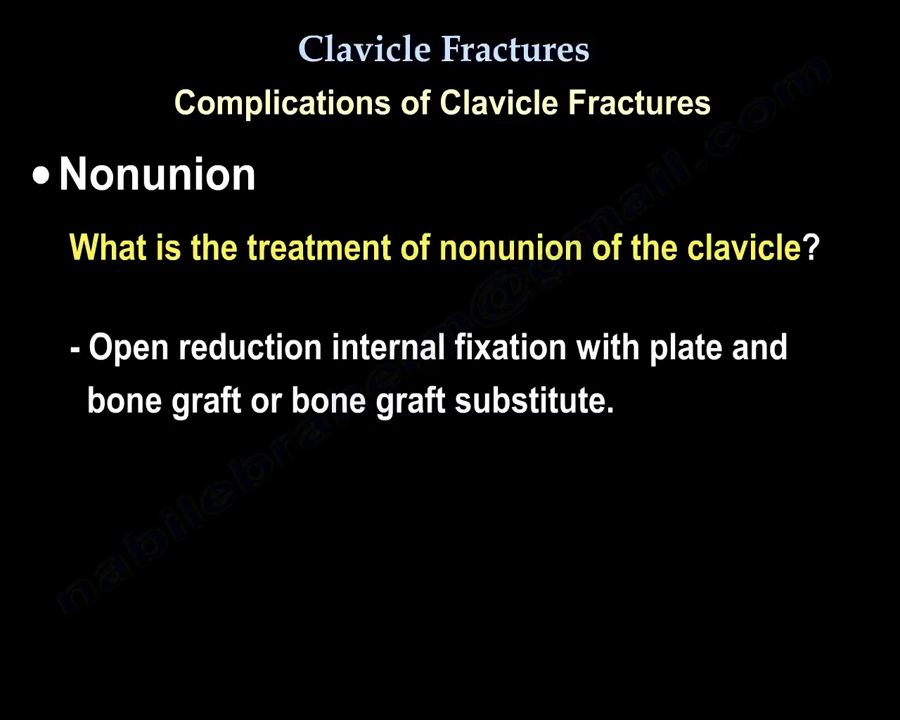 Clavicle Fractures
Complications of Clavicle Fractures
• Nonunion
What is the treatment of nonunion of the clavicle?
- Open reduction internal fixation with plate and
bone graft or bone graft substitute.